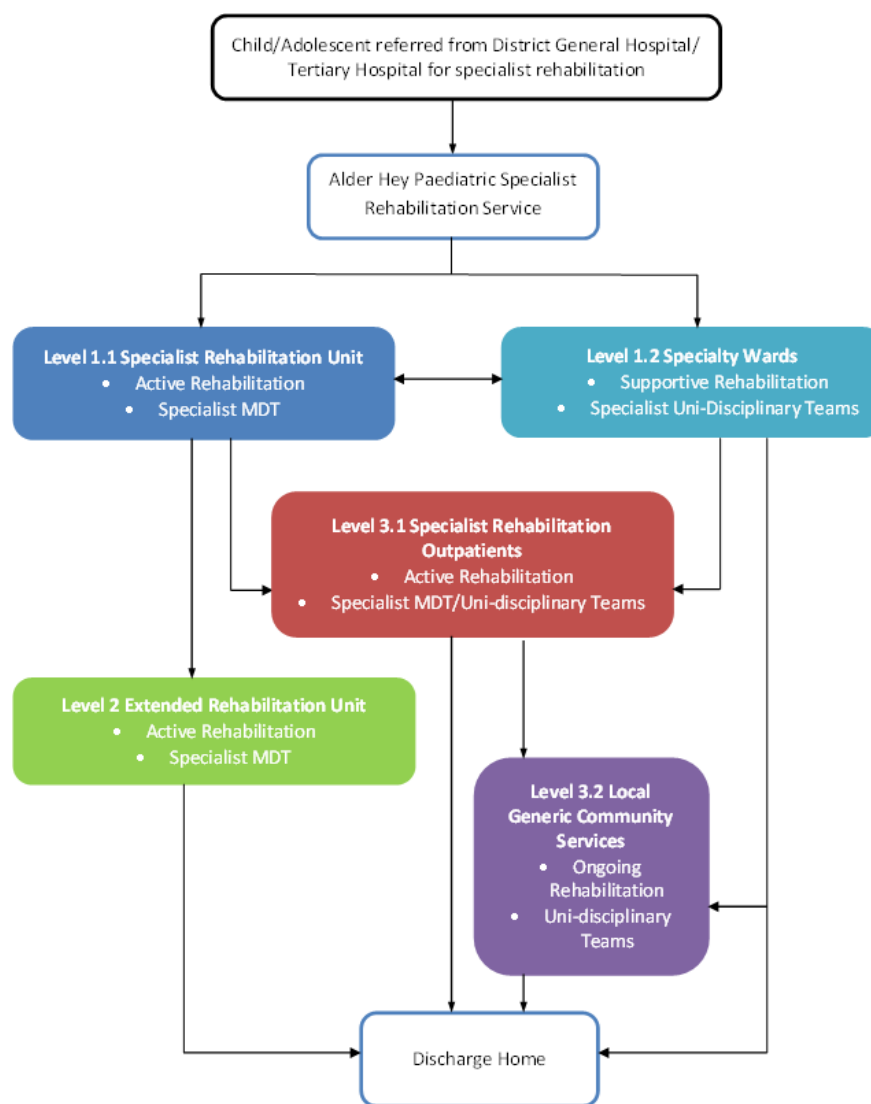 Child/Adolescent referred from District General Hospital/
Tertiary Hospital for specialist rehabilitation
Alder Hey Paediatric Specialist
Rehabilitation Service
Level 1.1 Specialist Rehabilitation Unit
• Active Rehabilitation
• Specialist MDT
Level 1.2 Specialty Wards
• Supportive Rehabilitation
• Specialist Uni-Disciplinary Teams
Level 3.1 Specialist Rehabilitation
Outpatients
• Active Rehabilitation
• Specialist MDT/Uni-disciplinary Teams
Level 2 Extended Rehabilitation Unit
• Active Rehabilitation
• Specialist MDT
Level 3.2 Local
Generic Community
Services
• Ongoing
Rehabilitation
• Uni-disciplinary
Teams
Discharge Home